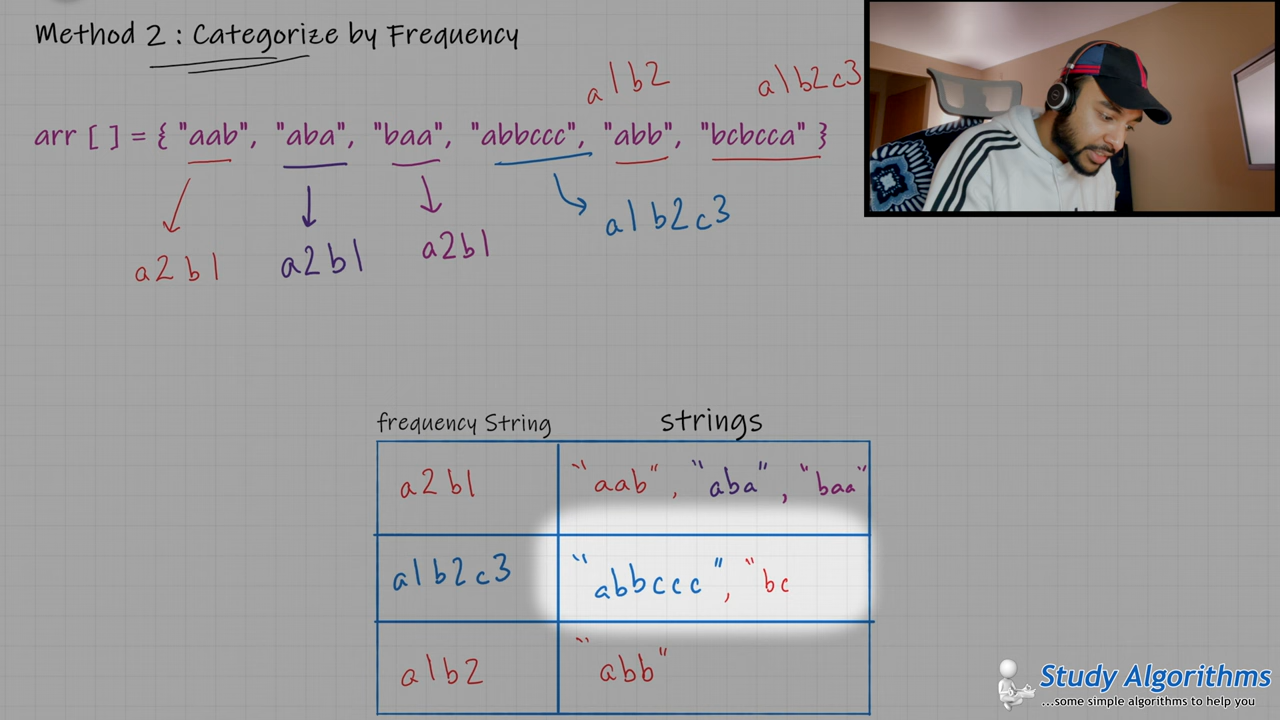 Method 2 : Categorize by Frequency
a1b2 a1b2c3
arr [ ] = { "aab", "aba", "baa", "abbccc", "abb", "bcbcca" }
a2b1 a2b1 a2b1 a1b2c3
frequency String strings
a2b1 "aab", "aba", "baa"
a1b2c3 "abbccc", "bc
a1b2 "abb"
Study Algorithms
...some simple algorithms to help you